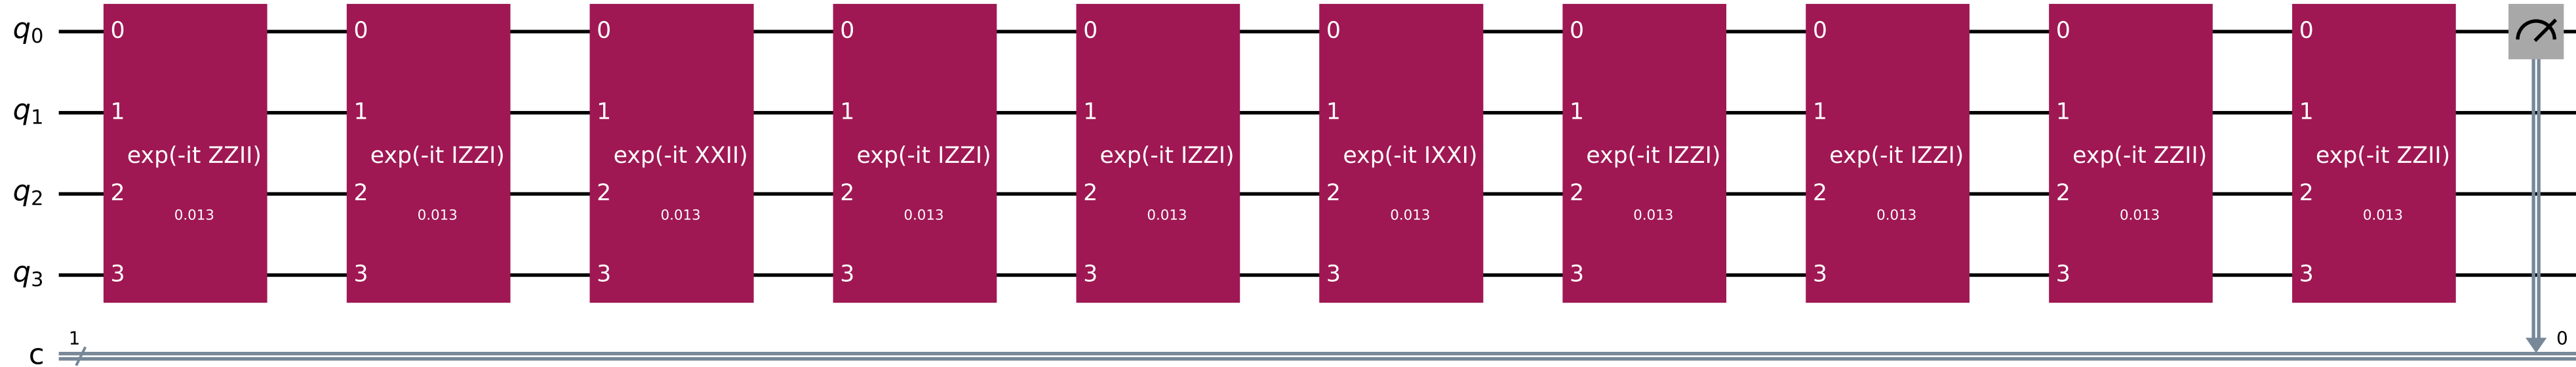 q0 0 0 0 0 0 0 0 0 0 0
q1 1 1 1 1 1 1 1 1 1 1
exp(-it ZZII) exp(-it IZZI) exp(-it XXII) exp(-it IZZI) exp(-it IZZI) exp(-it IXXI) exp(-it IZZI) exp(-it IZZI) exp(-it ZZII) exp(-it ZZII)
q2 2 2 2 2 2 2 2 2 2 2
0.013 0.013 0.013 0.013 0.013 0.013 0.013 0.013 0.013 0.013
q3 3 3 3 3 3 3 3 3 3 3
1 0
c